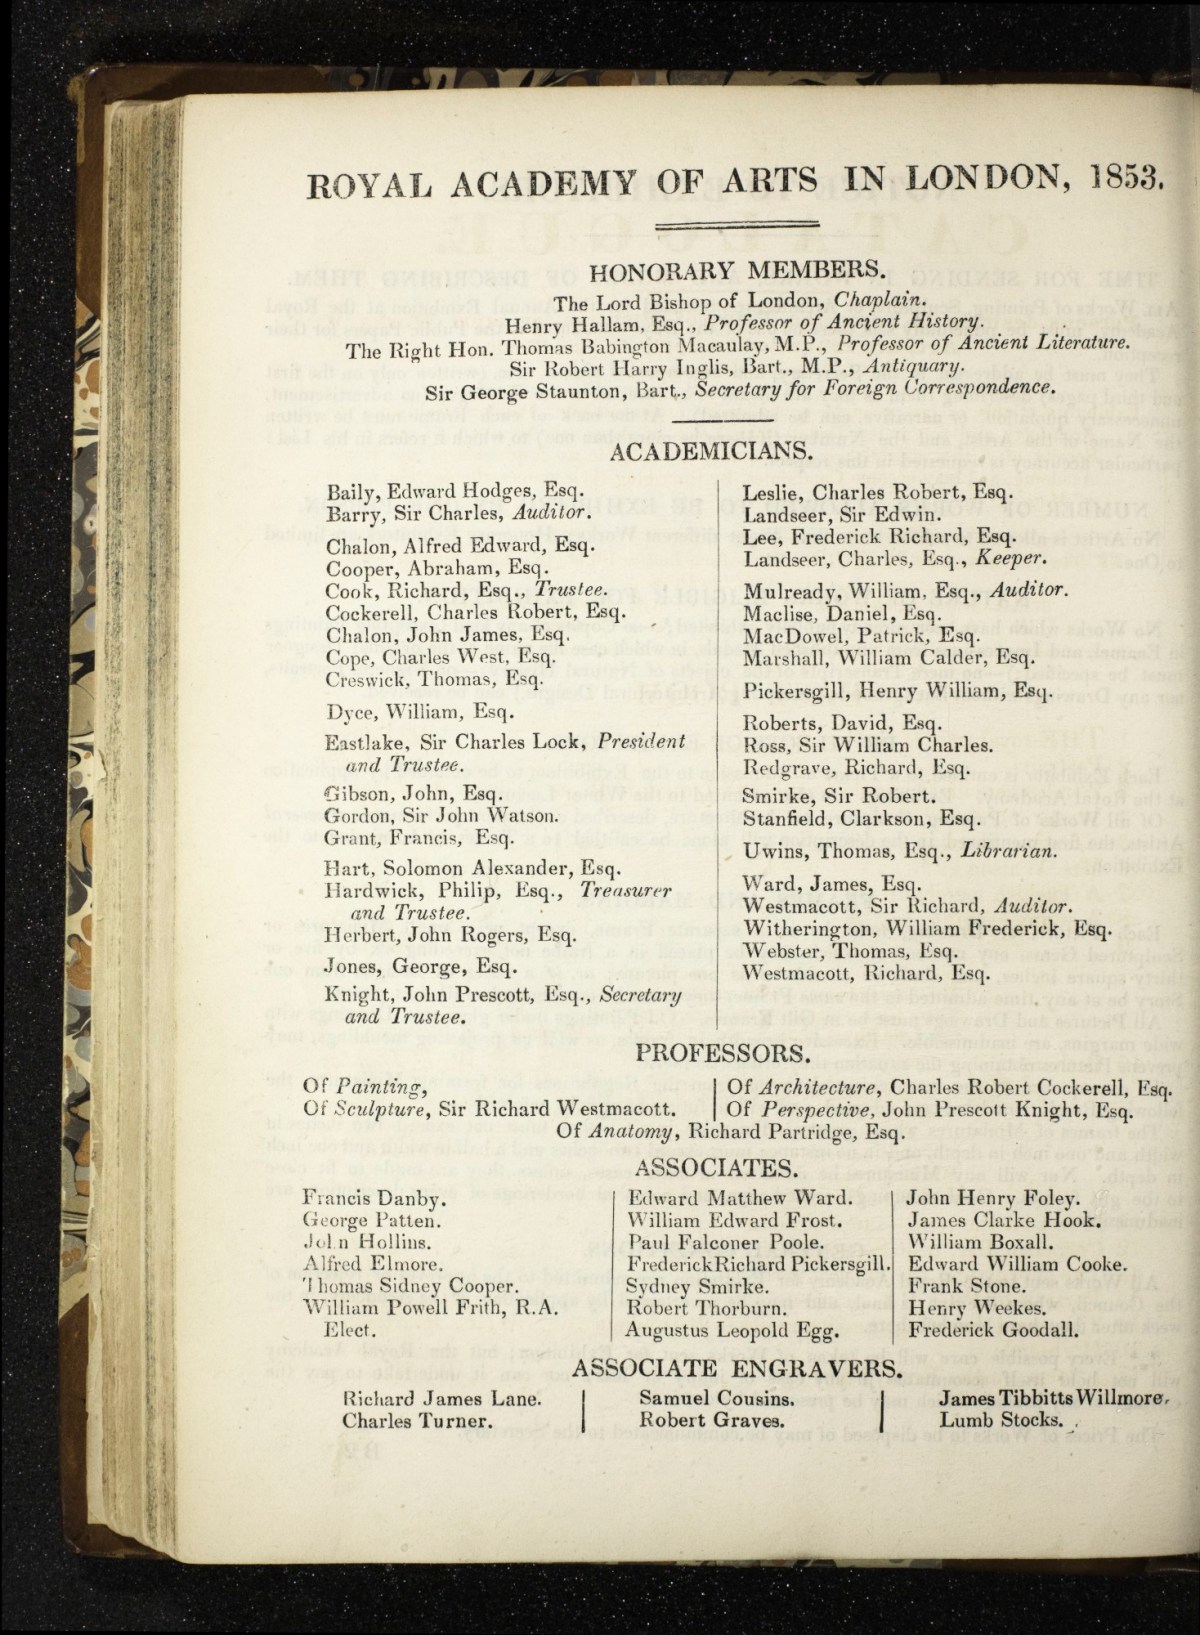 ROYAL ACADEMY OF ARTS IN LONDON, 1853.
HONORARY MEMBERS.
The Lord Bishop of London, Chaplain.
Henry Hallam, Esq., Professor of Ancient History.
The Right Hon. Thomas Babington Macaulay, M.P., Professor of Ancient Literature.
Sir Robert Harry Inglis, Bart., M.P., Antiquary.
Sir George Staunton, Bart., Secretary for Foreign Correspondence.
ACADEMICIANS.
Baily, Edward Hodges, Esq.
Barry, Sir Charles, Auditor.
Chalon, Alfred Edward, Esq.
Cooper, Abraham, Esq.
Cook, Richard, Esq., Trustee.
Cockerell, Charles Robert, Esq.
Chalon, John James, Esq.
Cope, Charles West, Esq.
Creswick, Thomas, Esq.
Dyce, William, Esq.
Eastlake, Sir Charles Lock, President
and Trustee.
Gibson, John, Esq.
Gordon, Sir John Watson.
Grant, Francis, Esq.
Hart, Solomon Alexander, Esq.
Hardwick, Philip, Esq., Treasurer
and Trustee.
Herbert, John Rogers, Esq.
Jones, George, Esq.
Knight, John Prescott, Esq., Secretary
and Trustee.
Leslie, Charles Robert, Esq.
Landseer, Sir Edwin.
Lee, Frederick Richard, Esq.
Landseer, Charles, Esq., Keeper.
Mulready, William, Esq., Auditor.
Maclise, Daniel, Esq.
MacDowel, Patrick, Esq.
Marshall, William Calder, Esq.
Pickersgill, Henry William, Esq.
Roberts, David, Esq.
Ross, Sir William Charles.
Redgrave, Richard, Esq.
Smirke, Sir Robert.
Stanfield, Clarkson, Esq.
Uwins, Thomas, Esq., Librarian.
Ward, James, Esq.
Westmacott, Sir Richard, Auditor.
Witherington, William Frederick, Esq.
Webster, Thomas, Esq.
Westmacott, Richard, Esq.
PROFESSORS.
Of Painting,
Of Sculpture, Sir Richard Westmacott.
Of Architecture, Charles Robert Cockerell, Esq.
Of Perspective, John Prescott Knight, Esq.
Of Anatomy, Richard Partridge, Esq.
ASSOCIATES.
Francis Danby.
George Patten.
John Hollins.
Alfred Elmore.
Thomas Sidney Cooper.
William Powell Frith, R.A.
Elect.
Edward Matthew Ward.
William Edward Frost.
Paul Falconer Poole.
Frederick Richard Pickersgill.
Sydney Smirke.
Robert Thorburn.
Augustus Leopold Egg.
John Henry Foley.
James Clarke Hook.
William Boxall.
Edward William Cooke.
Frank Stone.
Henry Weekes.
Frederick Goodall.
ASSOCIATE ENGRAVERS.
Richard James Lane.
Charles Turner.
Samuel Cousins.
Robert Graves.
James Tibbitts Willmore.
Lumb Stocks.